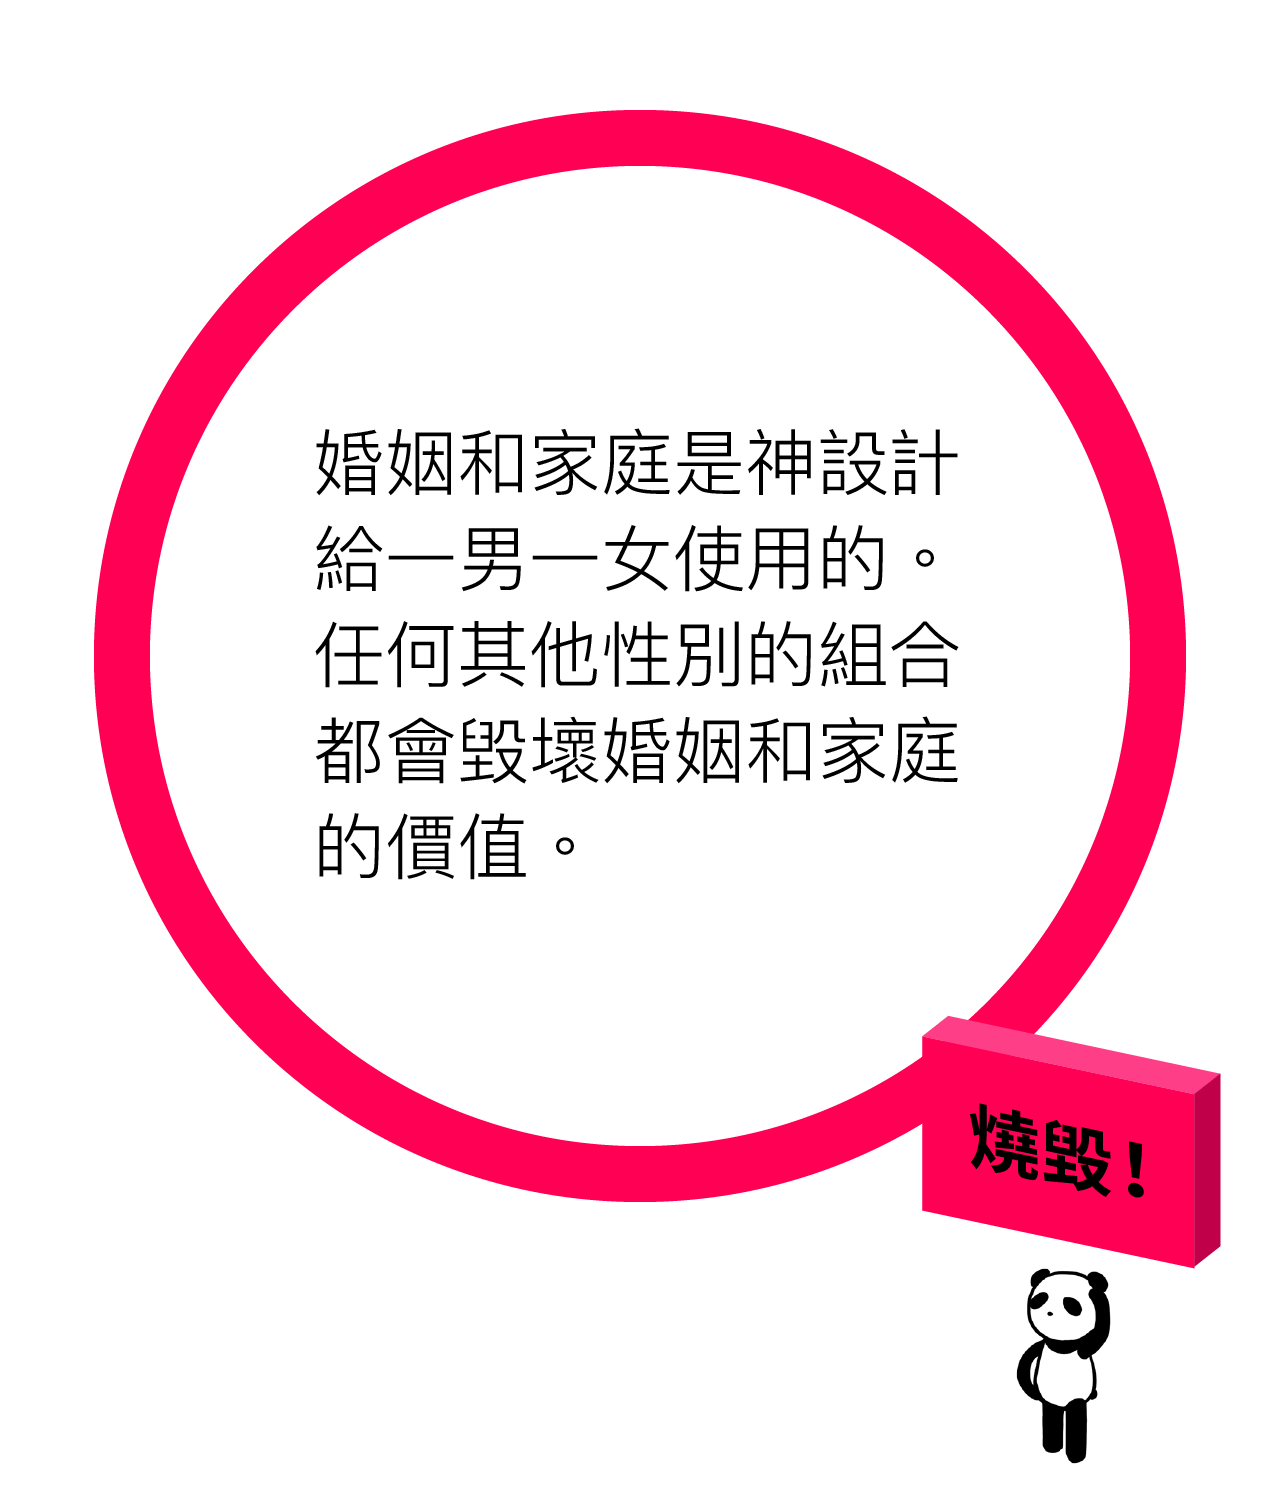 婚姻和家庭是神設計
給一男一女使用的。
任何其他性別的組合
都會毀壞婚姻和家庭
的價值。
燒毀!